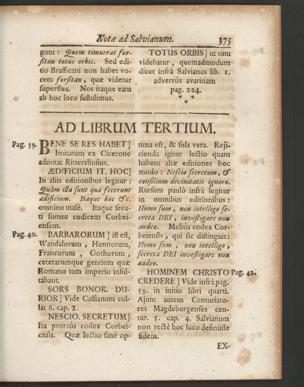 Notæ ad Salvianum. 375
gunt: Quem timuerat for-
sitan totus orbis. Sed edi-
tio Brassicani non habet vo-
cem forsitan, quæ videtur
superflua. Nos itaque eam
ab hoc loco sustulimus.
TOTUS ORBIS] ut tum
videbatur, quemadmodum
dicet infrà Salvianus lib. 1.
adversus avaritiam
pag. 224.
* * *
AD LIBRUM TERTIUM.
Pag. 39. BENE SE RES HABET]
Imitatum ex Cicerone
adnotat Rittershusius.
ÆDIFICIUM IT. HOC]
In aliis editionibus legitur:
Quàm illa sunt qua fecerunt
ædificium. Itaque hoc &c.
omnino malè. Itaque secu-
ti sumus codicem Corbei-
ensem.
Pag. 40. BARBARORUM] id est,
Wandalorum, Hunnorum,
Francorum, Gothorum,
ceterarumque gentium quæ
Romanum tum imperio insul-
tabant.
SORS BONOR. DU-
RIOR] Vide Cassianum col-
lat 6. cap. 2.
NESCIO. SECRETUM]
Ita prorsus codex Corbei-
ensis. Quæ lectio sanè op-
tima est, & sola vera. Reji-
cienda igitur lectio quam
habent aliæ editiones hoc
modo: Nescio secretum, &
consilium divinitatis ignoro.
Rursum paulò infrà legitur
in omnibus editionibus:
Homo sum, non intelligo se-
creta DEI, investigare non
audeo. Meliùs codex Cor-
beiensis, qui sic distinguit:
Homo sum, non intelligo,
secreta DEI investigare non
audeo.
HOMINEM CHRISTO Pag. 42.
CREDERE] Vide infrà pag.
59. in initio libri quarti.
Ajunt autem Centuriato-
res Magdeburgenses cen-
tur. 5. cap. 4. Salvianum
non rectè hoc loco definisse
fidem.
EX-